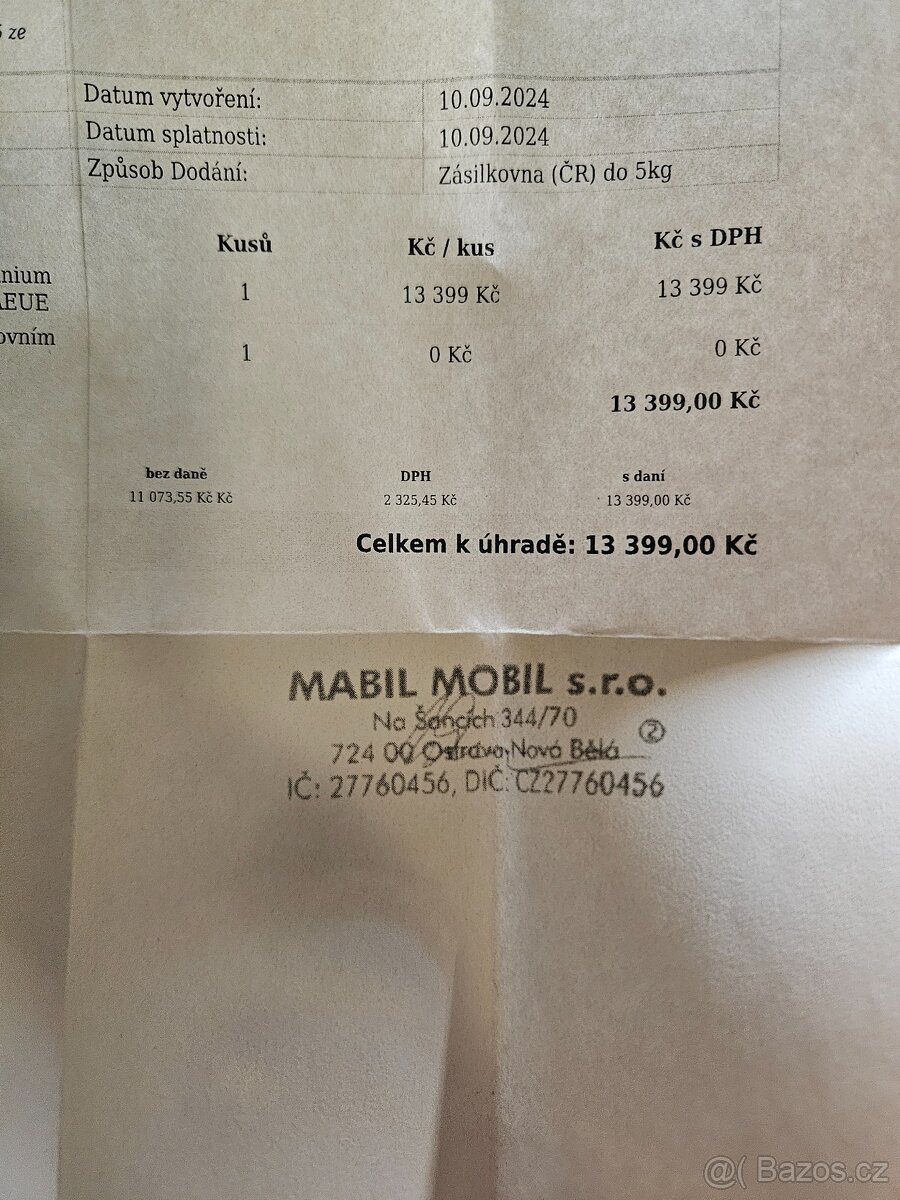 5 ze
Datum vytvoření: 10.09.2024
Datum splatnosti: 10.09.2024
Způsob Dodání: Zásilkovna (ČR) do 5kg
Kusů Kč / kus Kč s DPH
nium
AEUE
1 13 399 Kč 13 399 Kč
ovním
1 0 Kč 0 Kč
13 399,00 Kč
bez daně DPH s daní
11 073,55 Kč Kč 2 325,45 Kč 13 399,00 Kč
Celkem k úhradě: 13 399,00 Kč
MABIL MOBIL s.r.o.
Na Šancích 344/70
724 00 Ostrava-Nová Bělá 2
IČ: 27760456, DIČ: CZ27760456
@( Bazos.cz